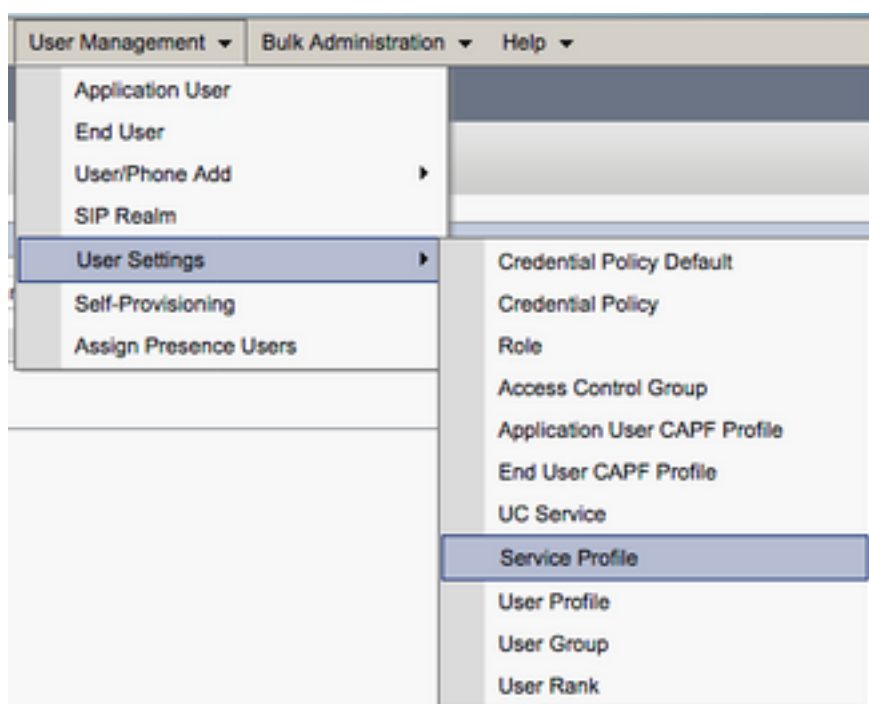 User Management Bulk Administration Help
Application User
End User
User/Phone Add
SIP Realm
User Settings
Self-Provisioning
Assign Presence Users
Credential Policy Default
Credential Policy
Role
Access Control Group
Application User CAPF Profile
End User CAPF Profile
UC Service
Service Profile
User Profile
User Group
User Rank